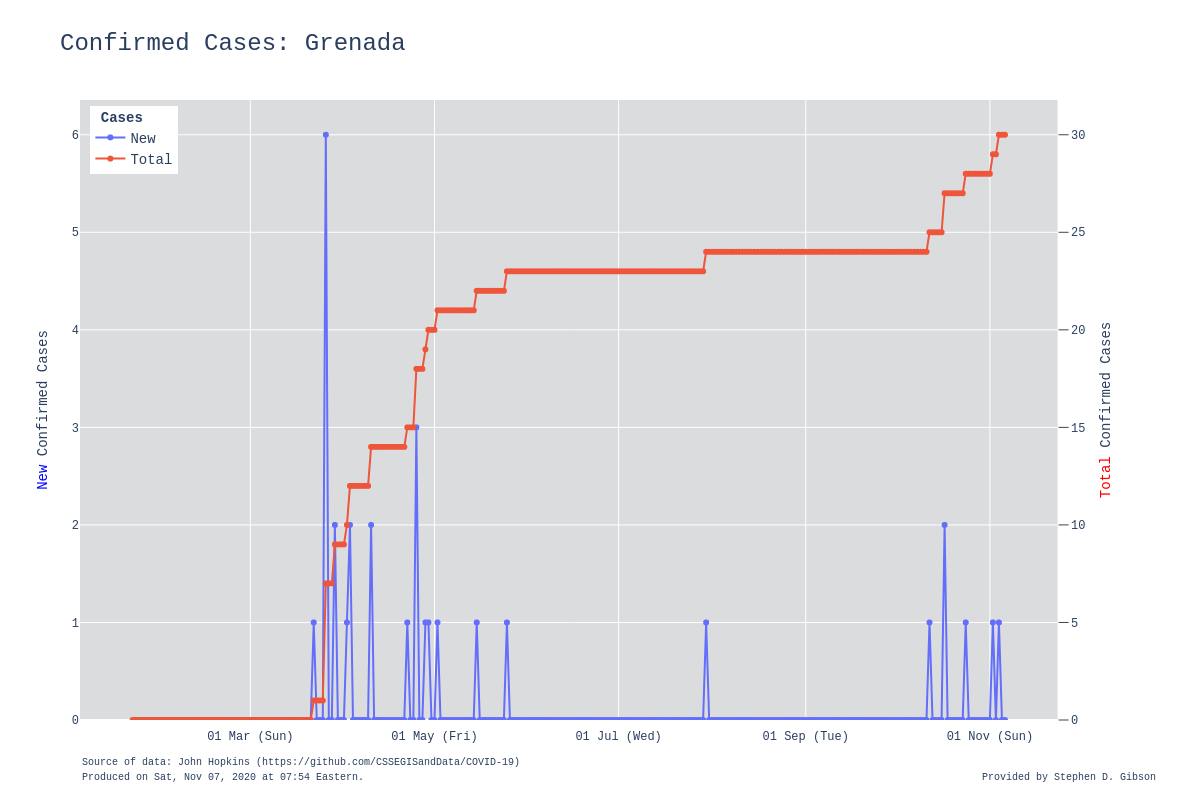 Confirmed Cases: Grenada
Cases
New
Total
6
5
4
3
2
1
0
30
25
20
15
10
5
0
New Confirmed Cases
Total Confirmed Cases
01 Mar (Sun)
01 May (Fri)
01 Jul (Wed)
01 Sep (Tue)
01 Nov (Sun)
Source of data: John Hopkins (https://github.com/CSSEGISandData/COVID-19)
Produced on Sat, Nov 07, 2020 at 07:54 Eastern.
Provided by Stephen D. Gibson